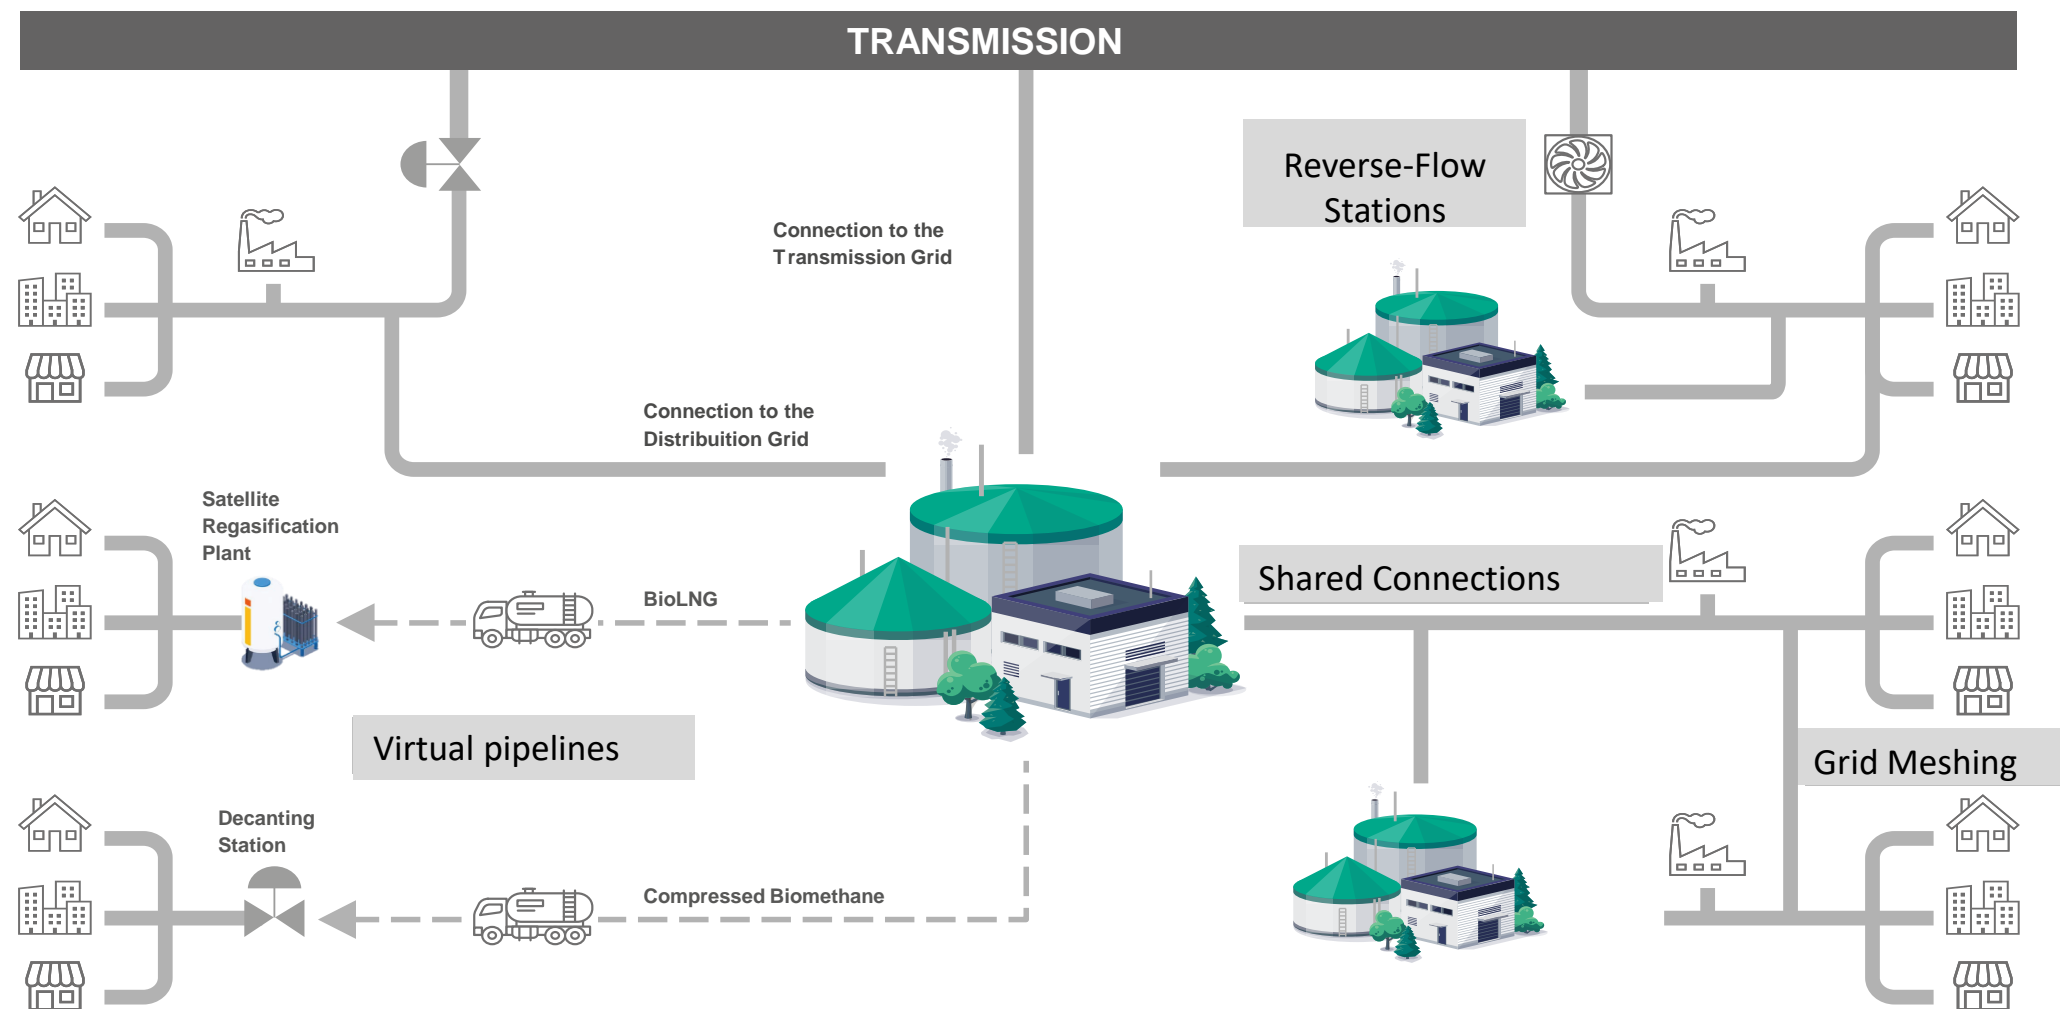 TRANSMISSION
Reverse-Flow
Stations
Connection to the
Transmission Grid
Connection to the
Distribuition Grid
Satellite
Regasification
Plant
BioLNG
Shared Connections
Virtual pipelines
Grid Meshing
Decanting
Station
Compressed Biomethane